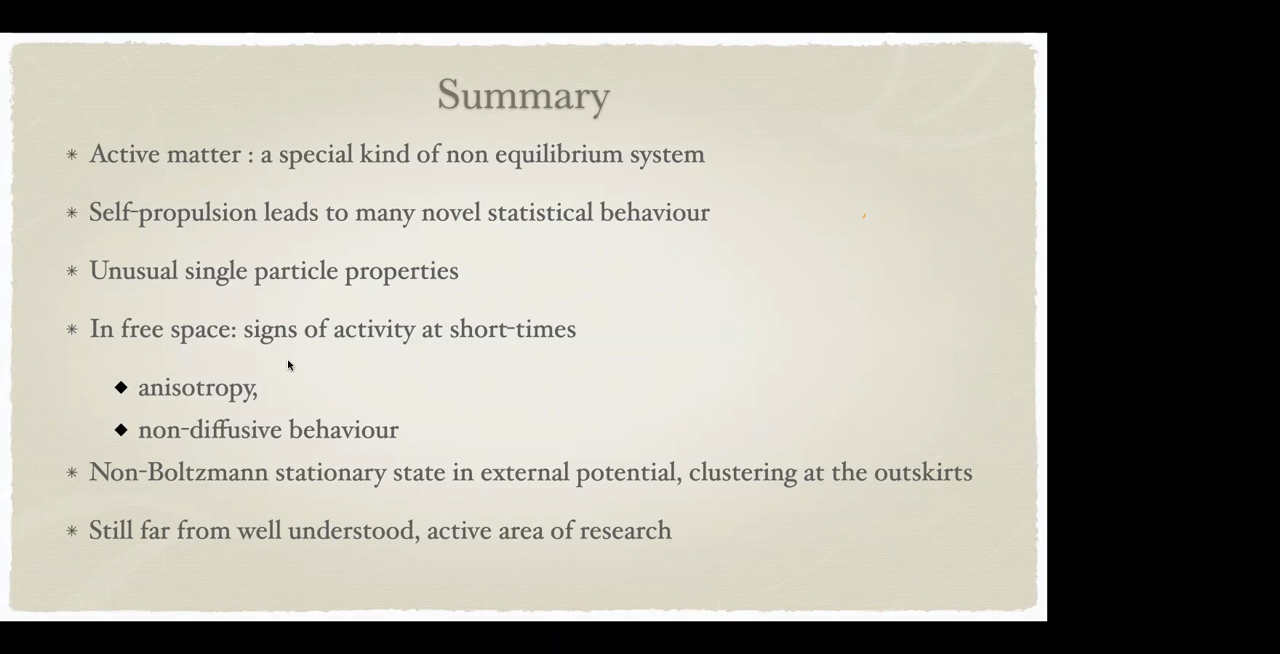 Summary
Active matter : a special kind of non equilibrium system
Self-propulsion leads to many novel statistical behaviour
Unusual single particle properties
In free space: signs of activity at short-times
anisotropy,
non-diffusive behaviour
Non-Boltzmann stationary state in external potential, clustering at the outskirts
Still far from well understood, active area of research